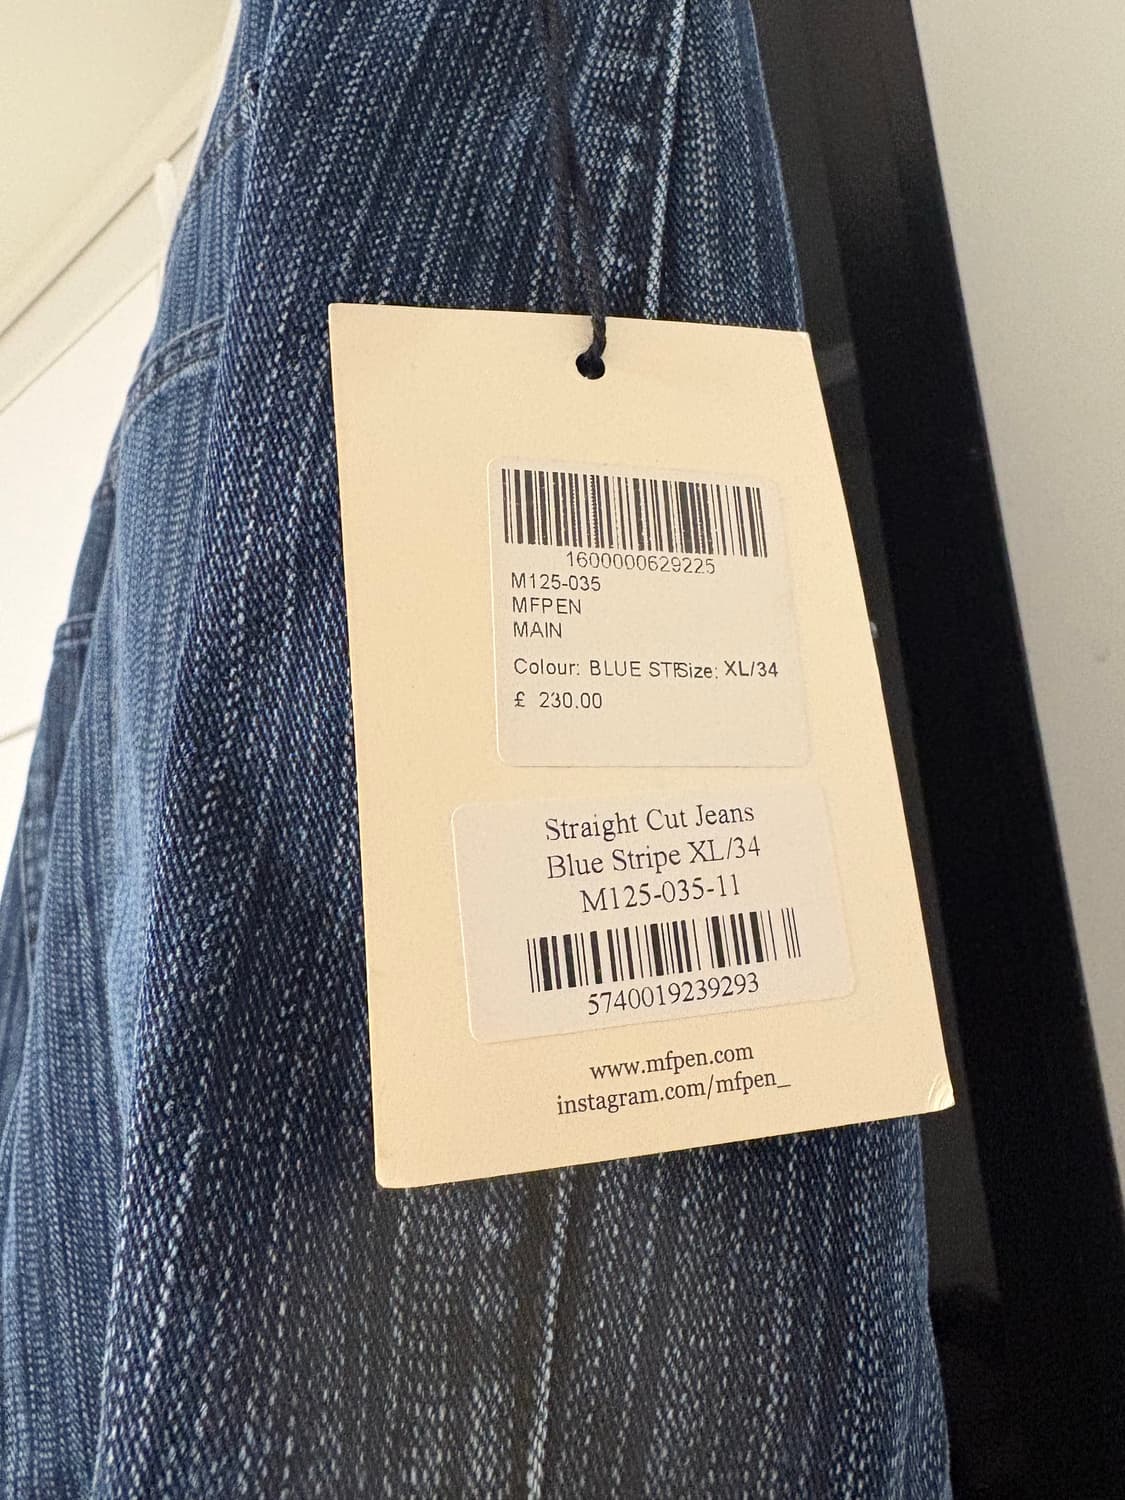 1600000629225
M125-035
MFPEN
MAIN
Colour: BLUE STRSize: XL/34
£ 230.00
Straight Cut Jeans
Blue Stripe XL/34
M125-035-11
5740019239293
www.mfpen.com
instagram.com/mfpen_